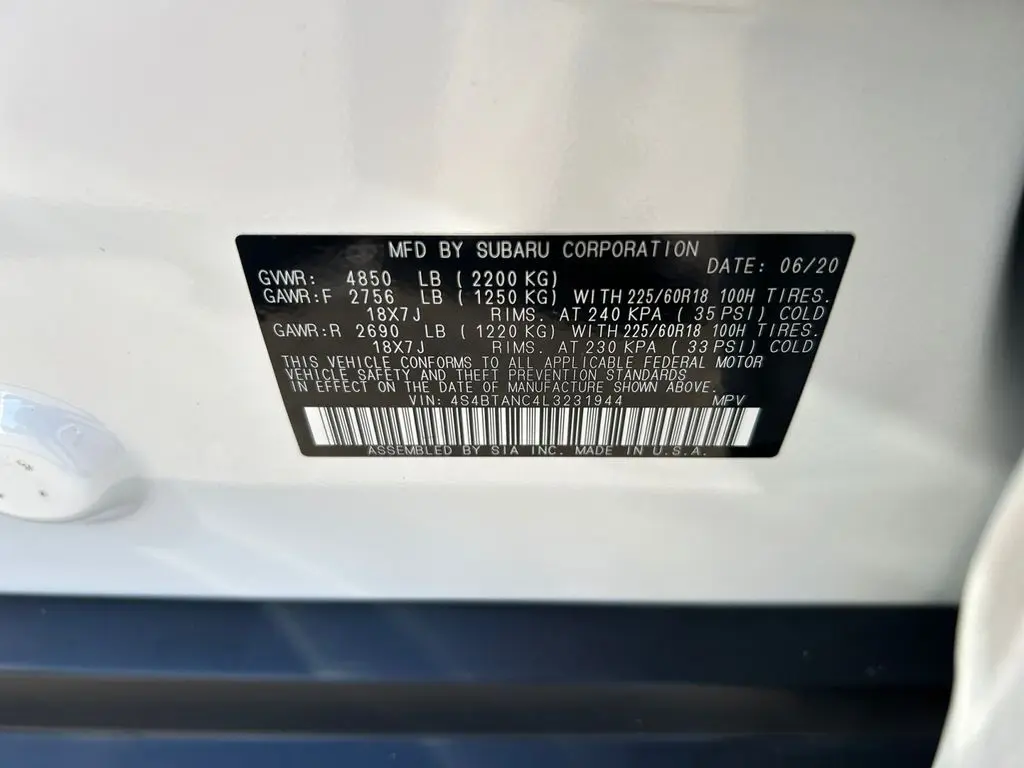 MFD BY SUBARU CORPORATION
DATE: 06/20
GVWR: 4850 LB ( 2200 KG)
GAWR:F 2756 LB ( 1250 KG) WITH 225/60R18 100H TIRES.
18X7J RIMS. AT 240 KPA ( 35 PSI) COLD
GAWR:R 2690 LB ( 1220 KG) WITH 225/60R18 100H TIRES.
18X7J RIMS. AT 230 KPA ( 33 PSI) COLD
THIS VEHICLE CONFORMS TO ALL APPLICABLE FEDERAL MOTOR
VEHICLE SAFETY AND THEFT PREVENTION STANDARDS
IN EFFECT ON THE DATE OF MANUFACTURE SHOWN ABOVE.
VIN: 4S4BTANC4L3231944 MPV
ASSEMBLED BY SIA INC. MADE IN U.S.A.